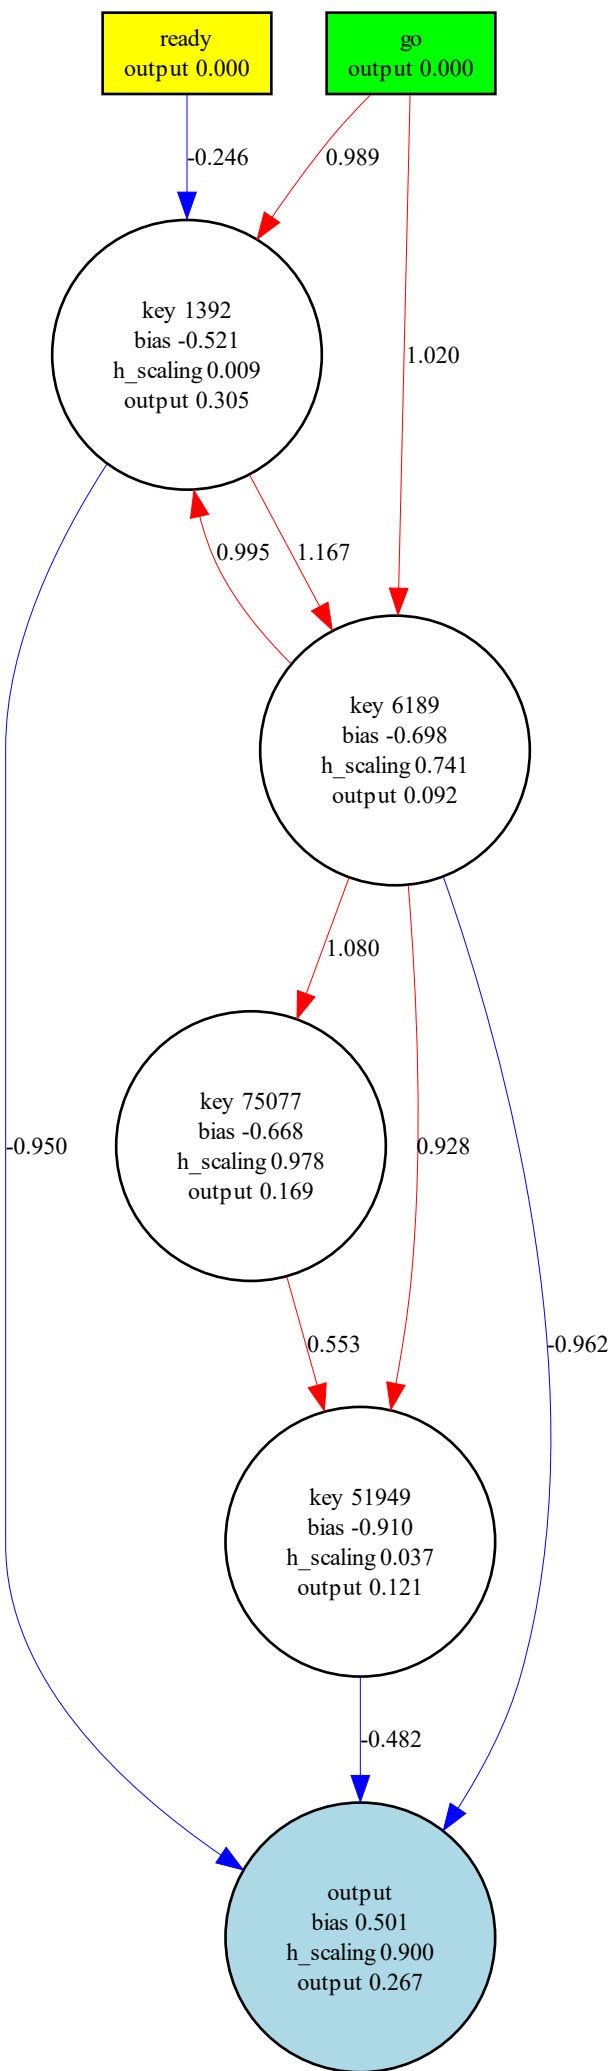 ready
output 0.000
go
output 0.000
-0.246
0.989
1.020
key 1392
bias -0.521
h_scaling 0.009
output 0.305
0.995
1.167
key 6189
bias -0.698
h_scaling 0.741
output 0.092
1.080
key 75077
bias -0.668
h_scaling 0.978
output 0.169
-0.950
0.928
0.553
-0.962
key 51949
bias -0.910
h_scaling 0.037
output 0.121
-0.482
output
bias 0.501
h_scaling 0.900
output 0.267